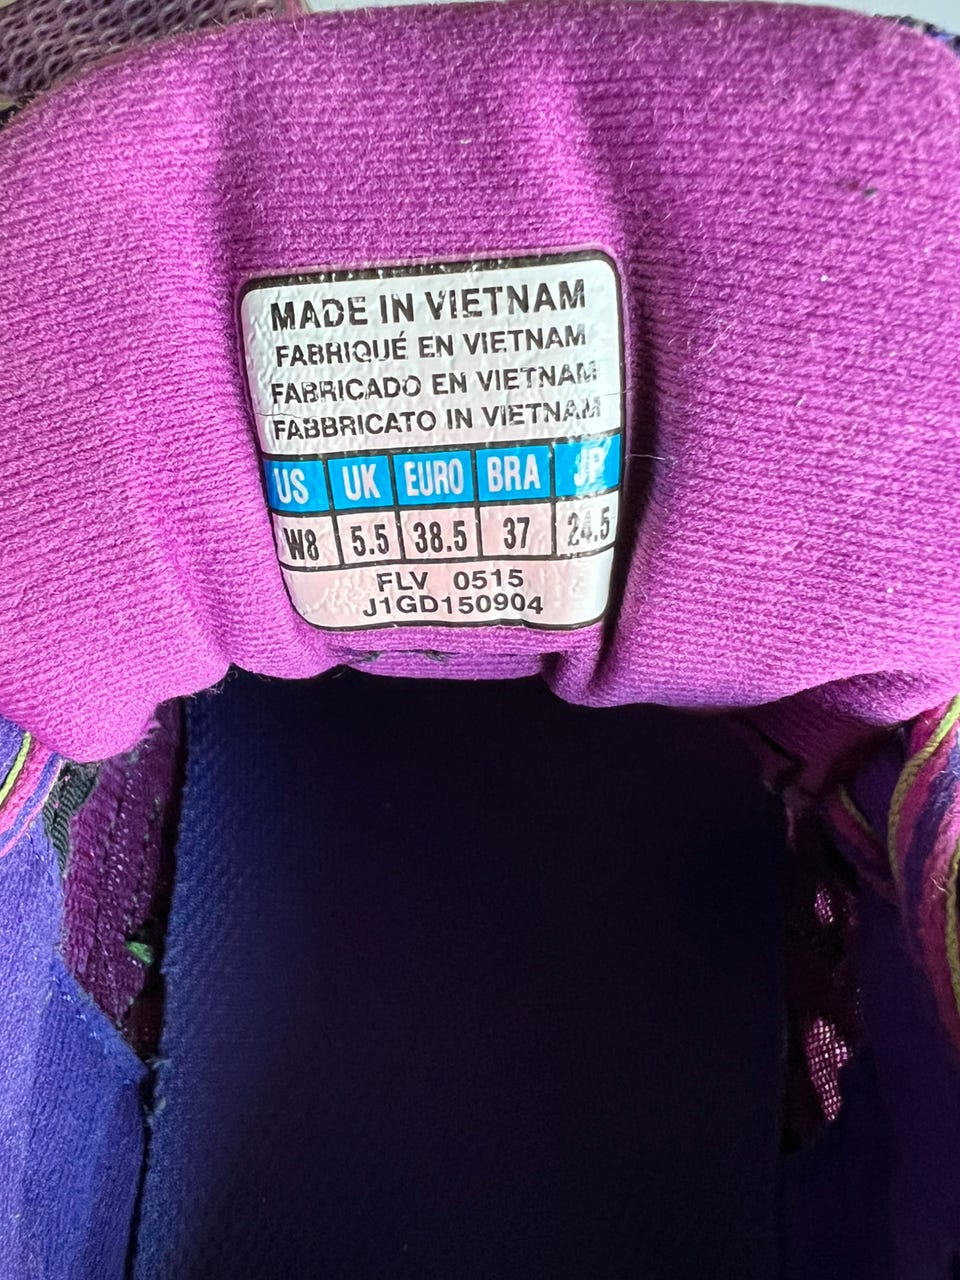 MADE IN VIETNAM
FABRIQUÉ EN VIETNAM
FABRICADO EN VIETNAM
FABBRICATO IN VIETNAM
US UK EURO BRA JP
W8 5.5 38.5 37 24.5
FLV 0515
J1GD150904